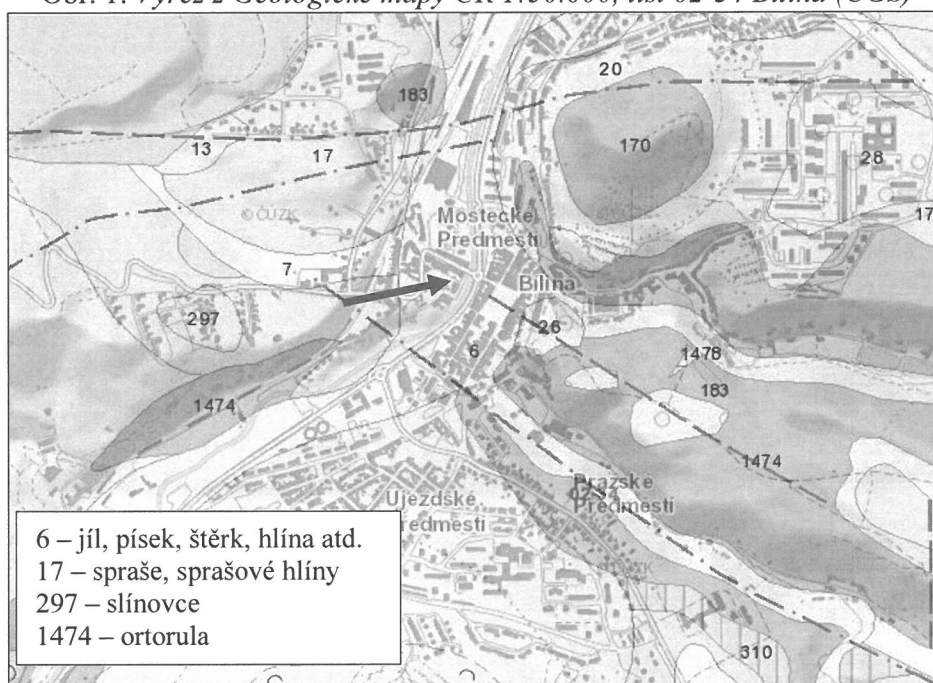 Obr. 1: Výřez z Geologické mapy ČR 1:50.000, list 02-34 Bílina (ČGS)
20
183
170
28
13
17
17
© ČÚZK
Mostecké
Předměstí
7
Bílina
297
26
6
1478
183
1474
1474
Pražské
Předměstí
Újezdské
Předměstí
310
6 – jíl, písek, štěrk, hlína atd.
17 – spraše, sprašové hlíny
297 – slínovce
1474 – ortorula